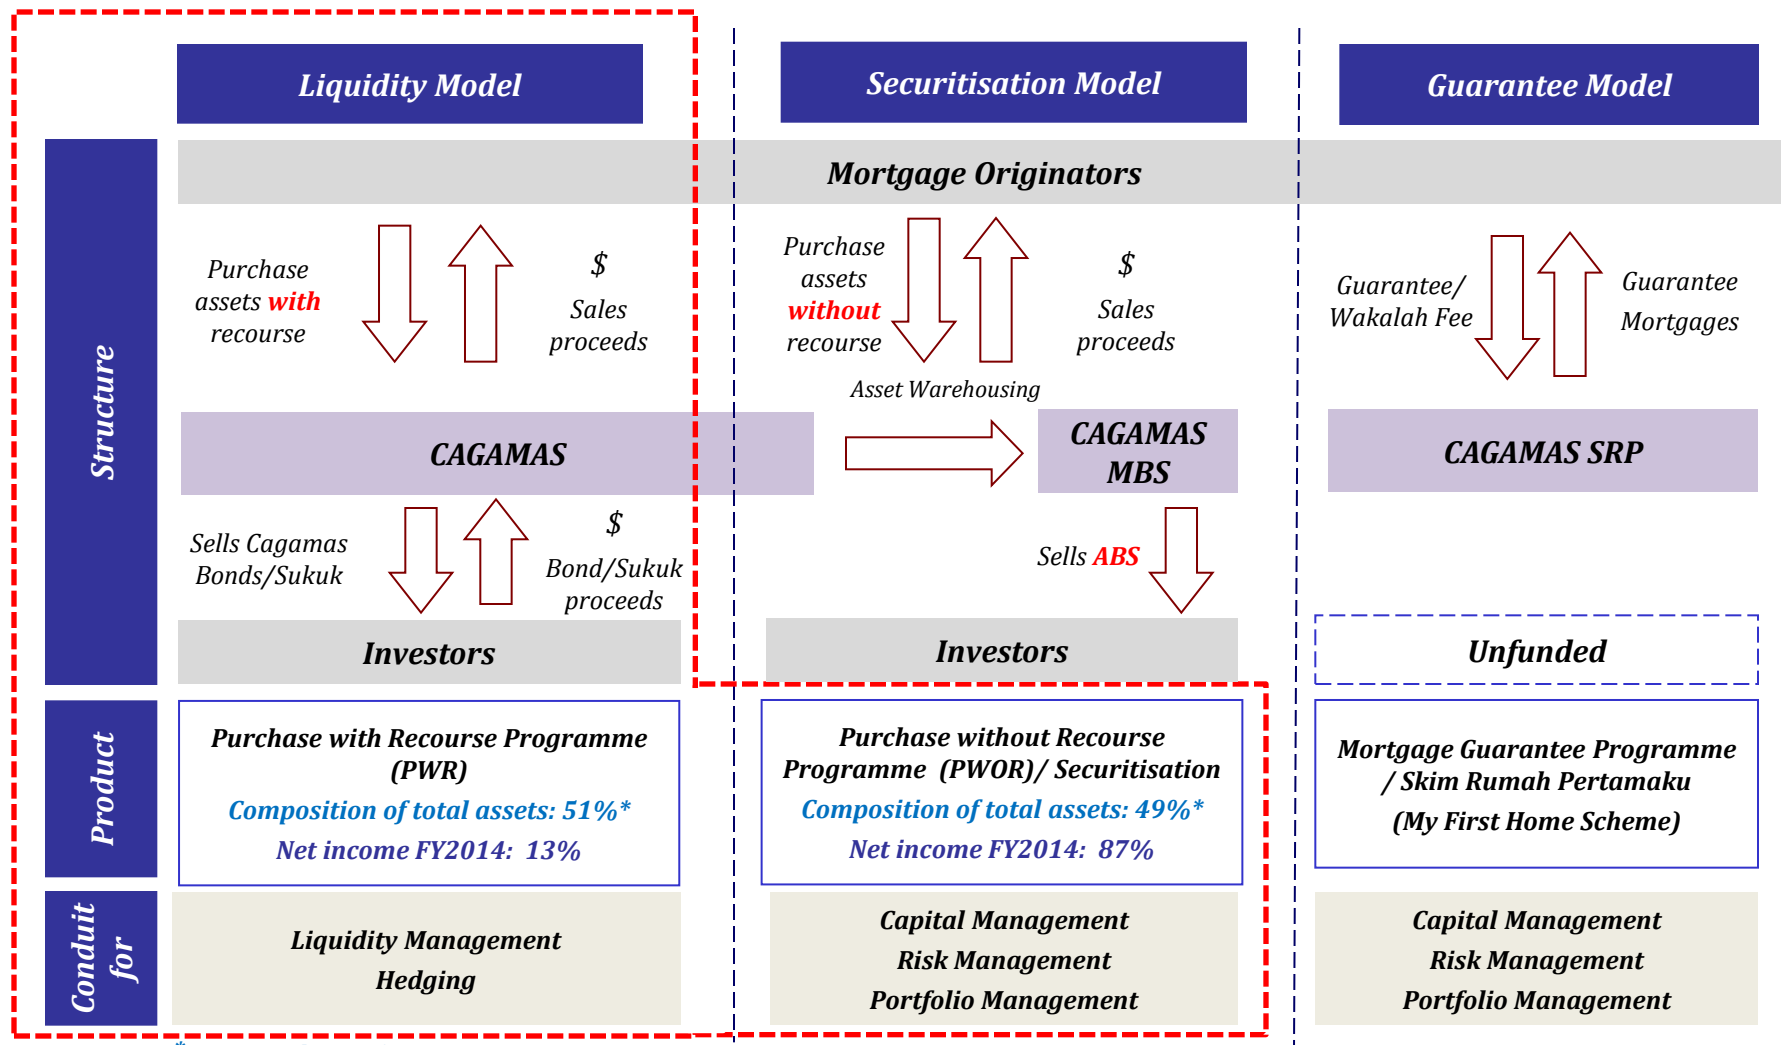 Liquidity Model
Securitisation Model
Guarantee Model
Structure
Mortgage Originators
Purchase
assets with
recourse
$
Sales
proceeds
Purchase
assets
without
recourse
$
Sales
proceeds
Guarantee/
Wakalah Fee
Guarantee
Mortgages
Asset Warehousing
CAGAMAS
CAGAMAS
MBS
CAGAMAS SRP
Sells Cagamas
Bonds/Sukuk
$
Bond/Sukuk
proceeds
Sells ABS
Investors
Investors
Unfunded
Product
Purchase with Recourse Programme
(PWR)
Composition of total assets: 51%*
Net income FY2014: 13%
Purchase without Recourse
Programme (PWOR)/ Securitisation
Composition of total assets: 49%*
Net income FY2014: 87%
Mortgage Guarantee Programme
/ Skim Rumah Pertamaku
(My First Home Scheme)
Conduit
for
Liquidity Management
Hedging
Capital Management
Risk Management
Portfolio Management
Capital Management
Risk Management
Portfolio Management
*